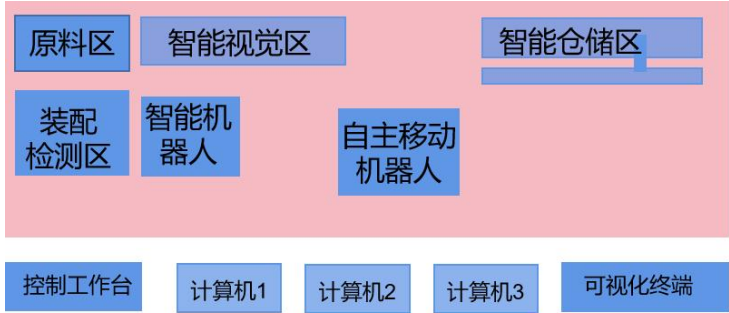 原料区
智能视觉区
智能仓储区
装配
检测区
智能机
器人
自主移动
机器人
控制工作台
计算机1
计算机2
计算机3
可视化终端